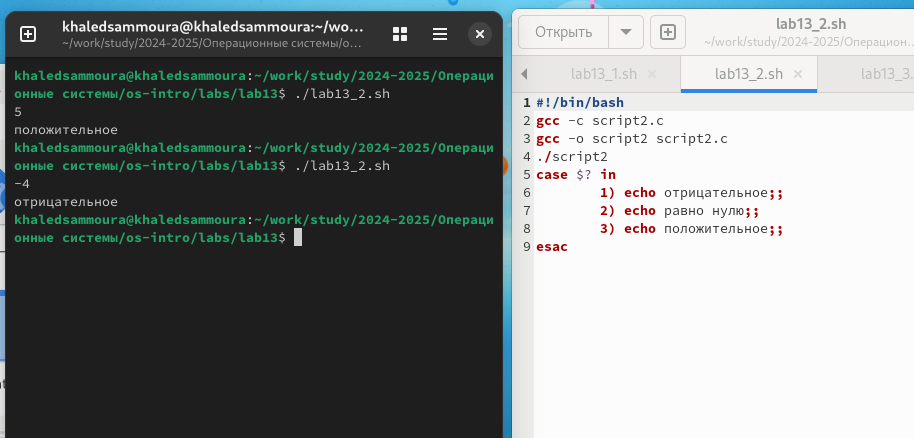 khaledsammoura@khaledsammoura:~/wo…
~/work/study/2024-2025/Операционные системы/o…
khaledsammoura@khaledsammoura:~/work/study/2024-2025/Операци
онные системы/os-intro/labs/lab13$ ./lab13_2.sh
5
положительное
khaledsammoura@khaledsammoura:~/work/study/2024-2025/Операци
онные системы/os-intro/labs/lab13$ ./lab13_2.sh
-4
отрицательное
khaledsammoura@khaledsammoura:~/work/study/2024-2025/Операци
онные системы/os-intro/labs/lab13$
Открыть
lab13_2.sh
~/work/study/2024-2025/Операцион…
lab13_1.sh
lab13_2.sh
lab13_3.
1 #!/bin/bash
2 gcc -c script2.c
3 gcc -o script2 script2.c
4 ./script2
5 case $? in
6 1) echo отрицательное;;
7 2) echo равно нулю;;
8 3) echo положительное;;
9 esac